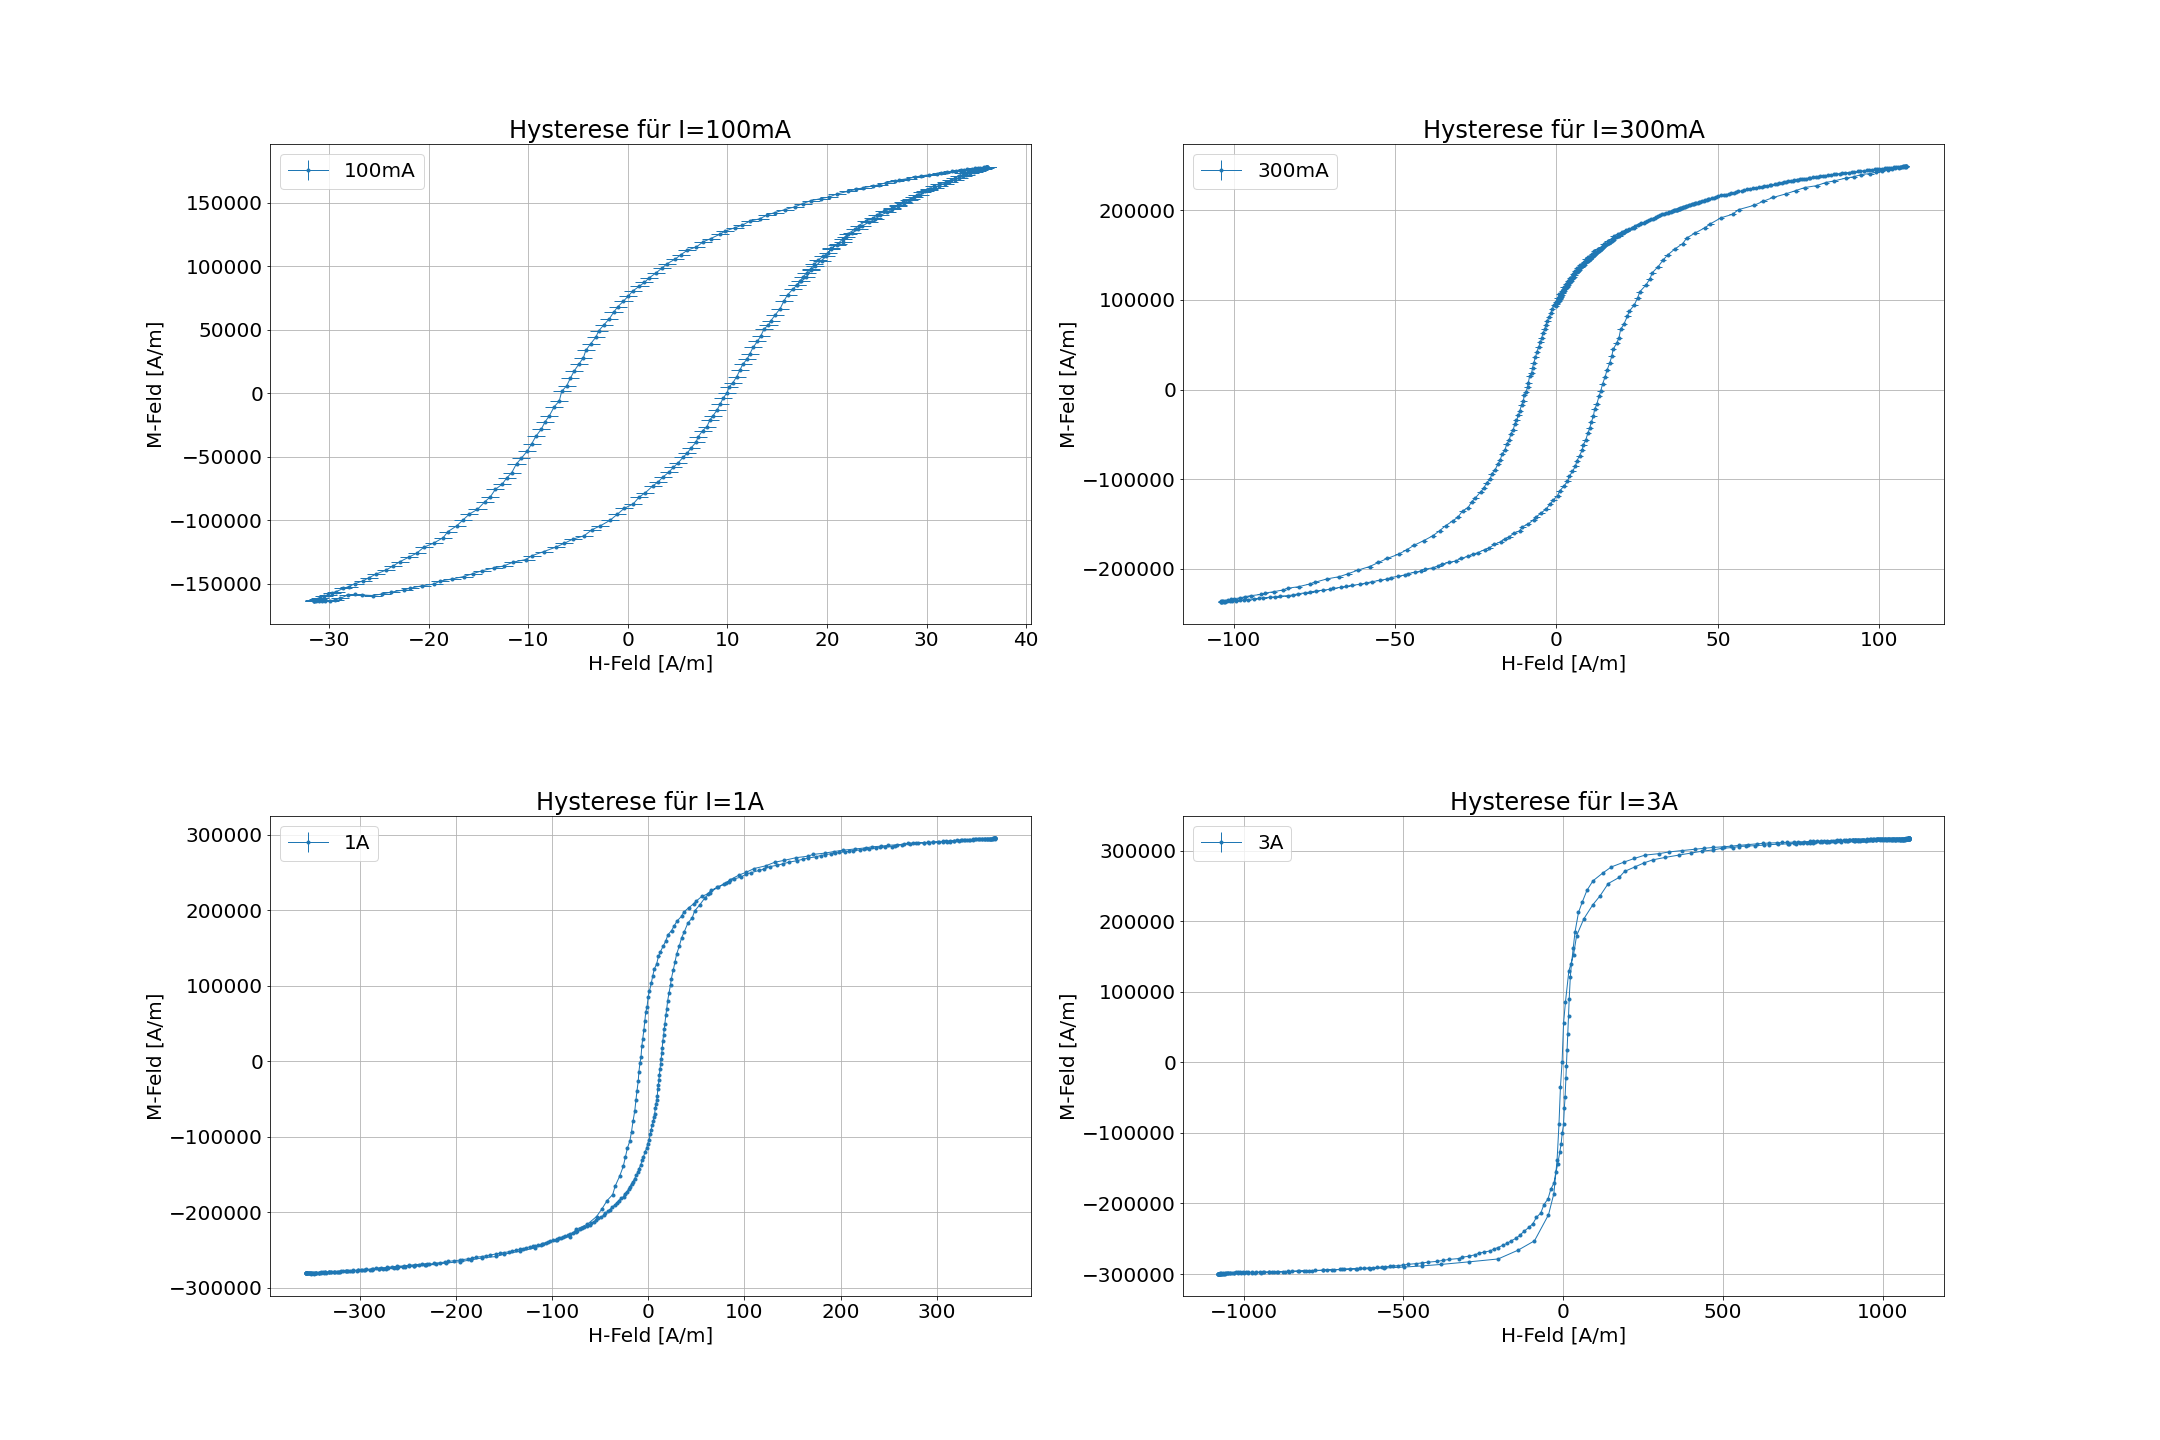 Hysterese für I=100mA
100mA
M-Feld [A/m]
150000
100000
50000
0
−50000
−100000
−150000
−30 −20 −10 0 10 20 30 40
H-Feld [A/m]
Hysterese für I=300mA
300mA
M-Feld [A/m]
200000
100000
0
−100000
−200000
−100 −50 0 50 100
H-Feld [A/m]
Hysterese für I=1A
1A
M-Feld [A/m]
300000
200000
100000
0
−100000
−200000
−300000
−300 −200 −100 0 100 200 300
H-Feld [A/m]
Hysterese für I=3A
3A
M-Feld [A/m]
300000
200000
100000
0
−100000
−200000
−300000
−1000 −500 0 500 1000
H-Feld [A/m]